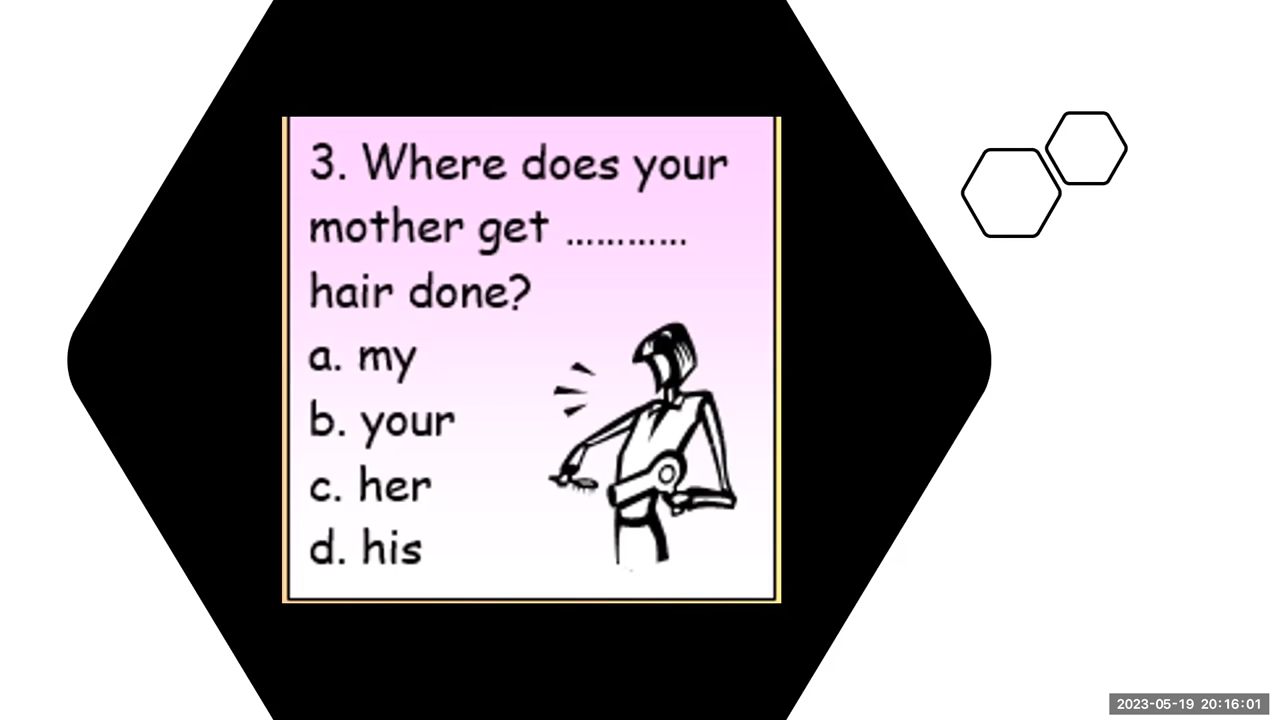 3. Where does your
mother get ............
hair done?
a. my
b. your
c. her
d. his
2023-05-19 20:16:01